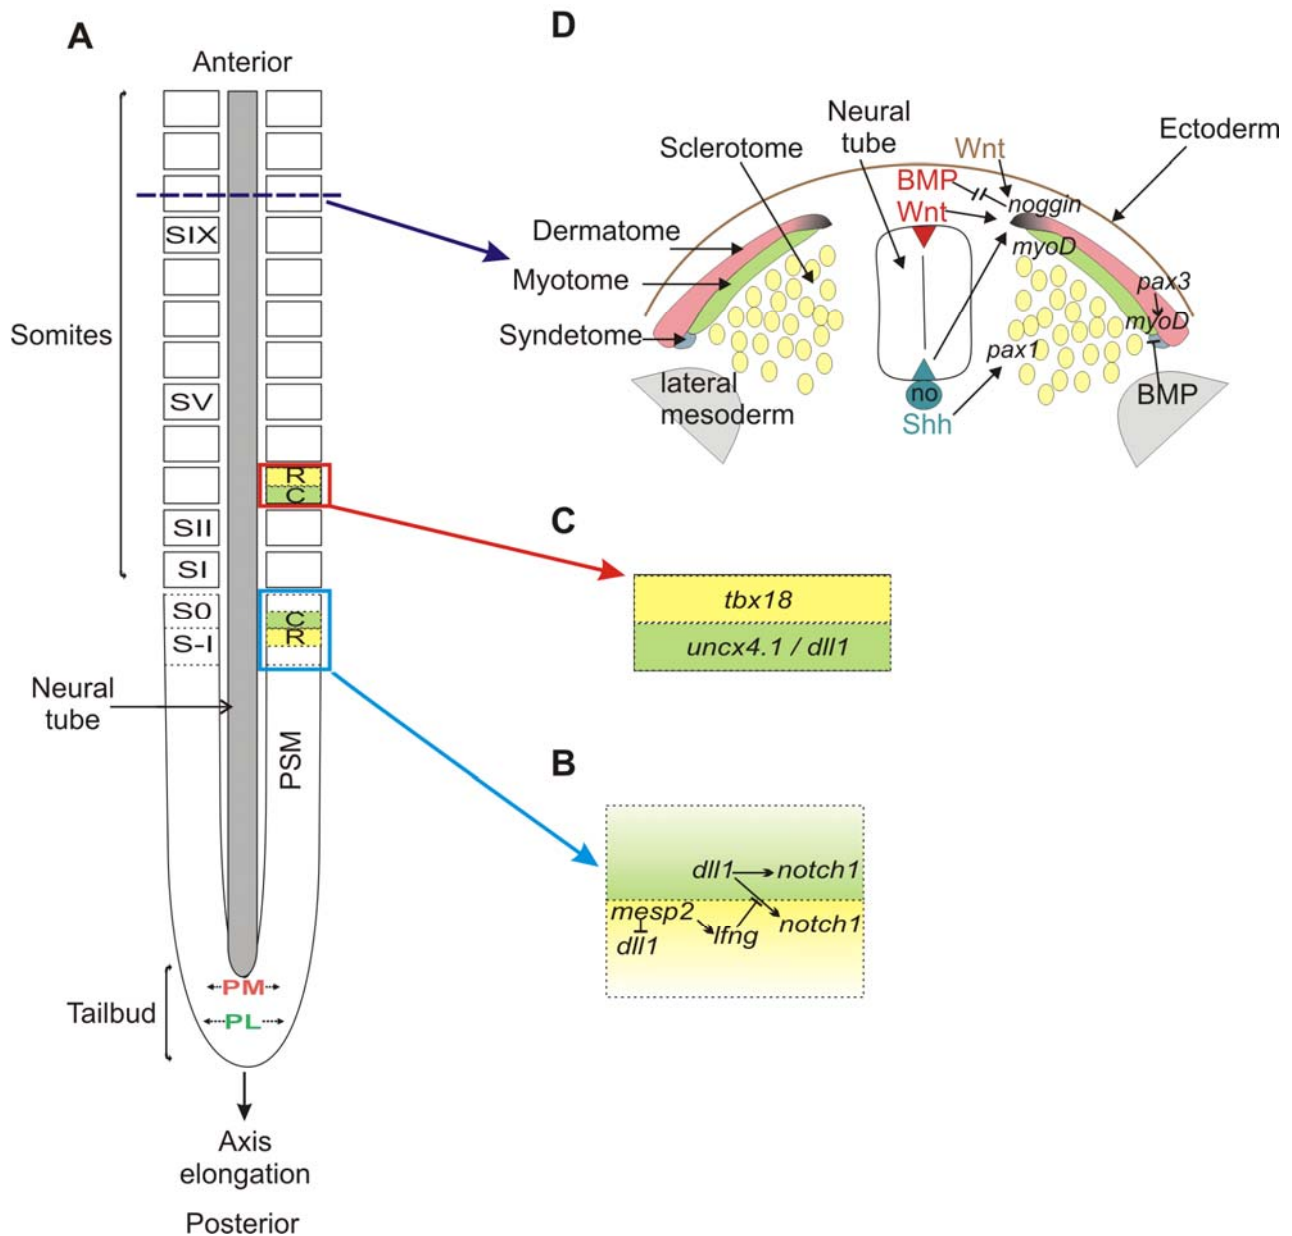 A
Anterior
Somites
SIX
SV
SII
SI
S0
S-I
R
C
C
R
Neural
tube
PSM
PM
PL
Tailbud
Axis
elongation
Posterior
D
Neural
tube
Sclerotome
Wnt
Ectoderm
BMP
Wnt
noggin
Dermatome
myoD
Myotome
pax3
Syndetome
myoD
pax1
lateral
mesoderm
no
BMP
Shh
C
tbx18
uncx4.1 / dll1
B
dll1 notch1
mesp2
notch1
dll1
lfng